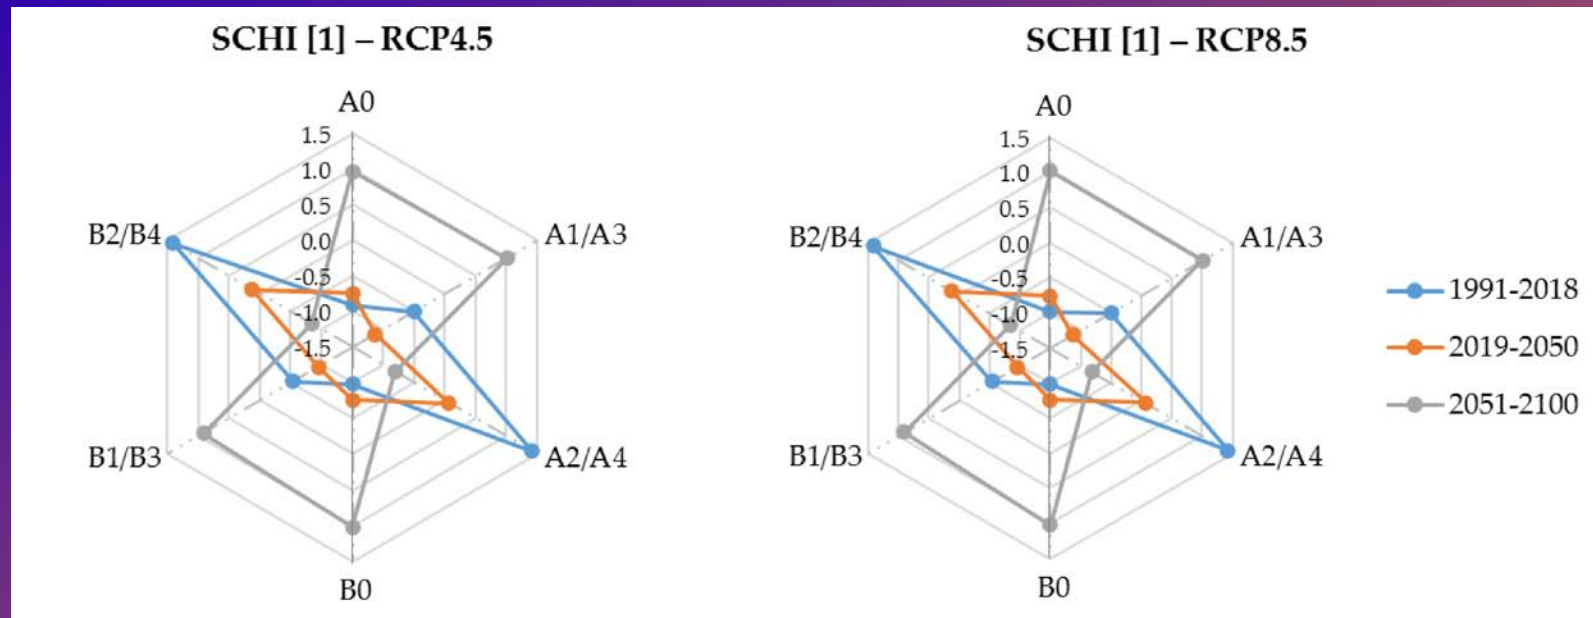 SCHI [1] – RCP4.5
A0
1.5
1.0
0.5
0.0
-0.5
-1.0
-1.5
A1/A3
A2/A4
B0
B1/B3
B2/B4
SCHI [1] – RCP8.5
A0
1.5
1.0
0.5
0.0
-0.5
-1.0
-1.5
A1/A3
A2/A4
B0
B1/B3
B2/B4
1991-2018
2019-2050
2051-2100